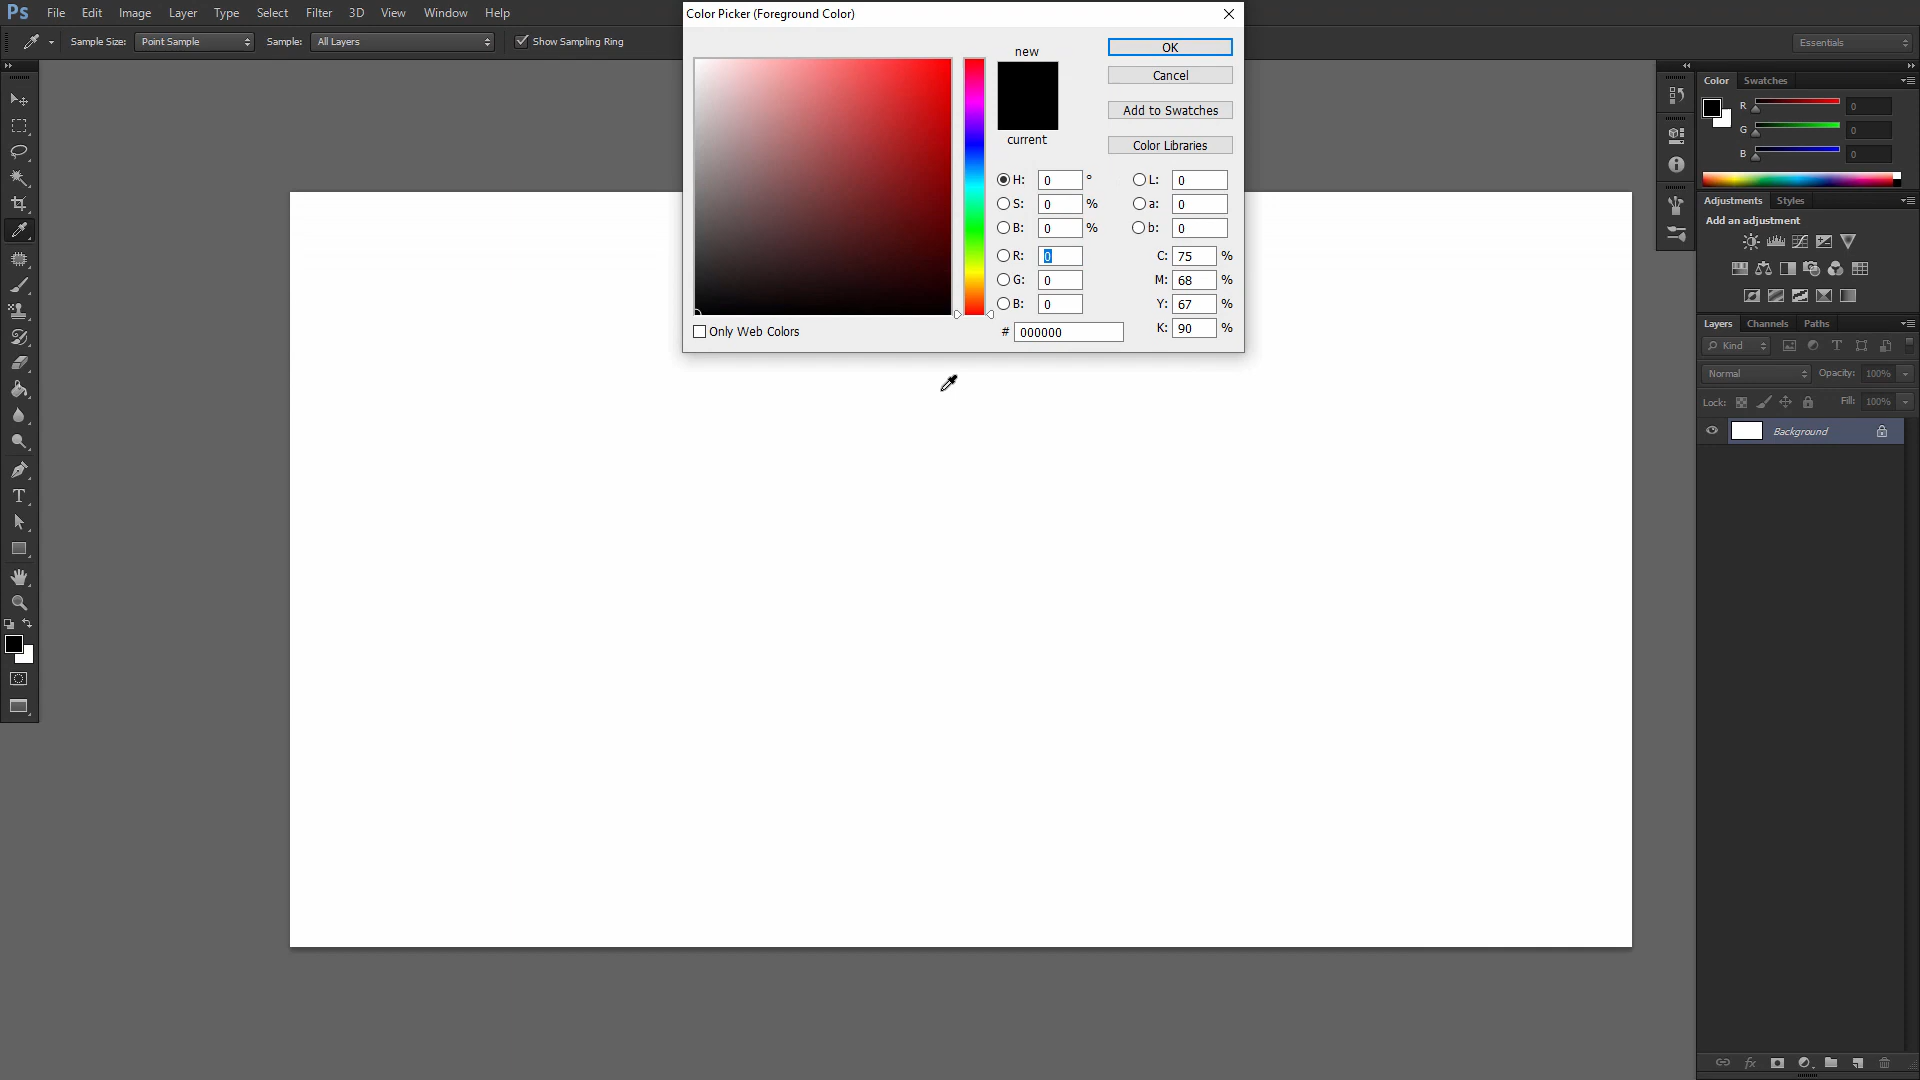 Ps File Edit Image Layer Type Select Filter 3D View Window Help
Sample Size: Point Sample Sample: All Layers Show Sampling Ring Essentials
Color Picker (Foreground Color)
new
current
OK
Cancel
Add to Swatches
Color Libraries
H: 0 °
S: 0 %
B: 0 %
R: 0
G: 0
B: 0
L: 0
a: 0
b: 0
C: 75 %
M: 68 %
Y: 67 %
K: 90 %
Only Web Colors
# 000000
Color Swatches
R 0
G 0
B 0
Adjustments Styles
Add an adjustment
Layers Channels Paths
Kind
Normal Opacity: 100%
Lock: Fill: 100%
Background
T
fx